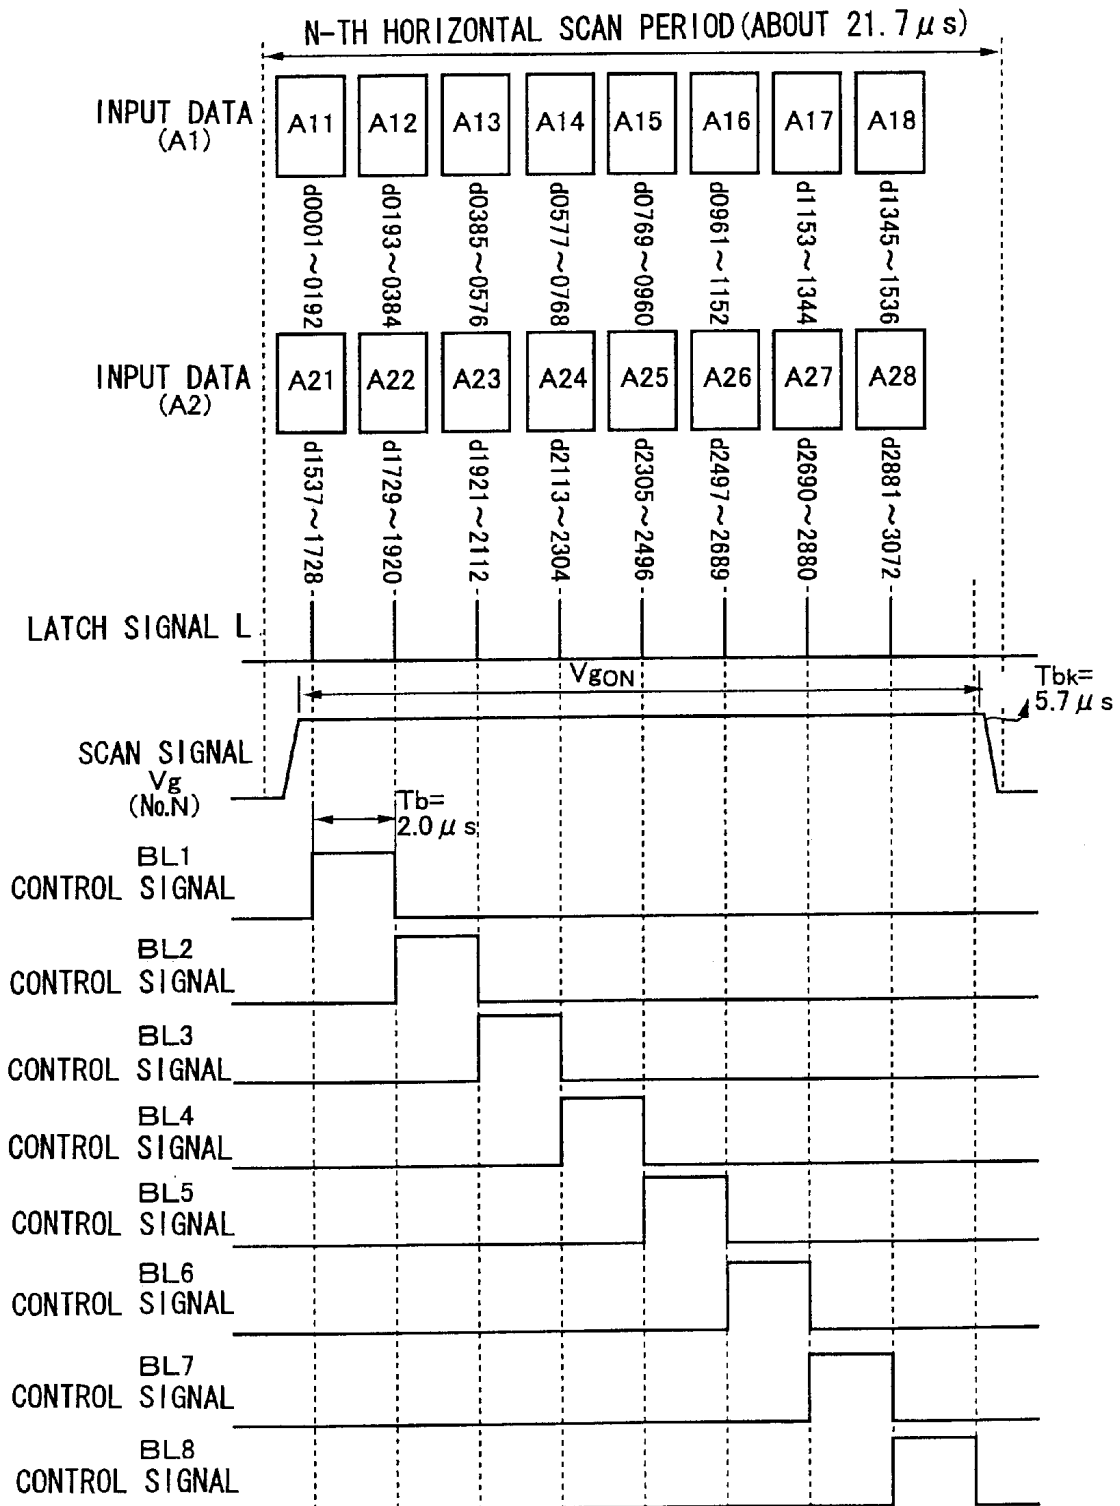 N-TH HORIZONTAL SCAN PERIOD(ABOUT 21.7 μs)
INPUT DATA
(A1)
A11 A12 A13 A14 A15 A16 A17 A18
d0001~0192
d0193~0384
d0385~0576
d0577~0768
d0769~0960
d0961~1152
d1153~1344
d1345~1536
INPUT DATA
(A2)
A21 A22 A23 A24 A25 A26 A27 A28
d1537~1728
d1729~1920
d1921~2112
d2113~2304
d2305~2496
d2497~2689
d2690~2880
d2881~3072
LATCH SIGNAL L
VgON
Tbk=
5.7 μs
SCAN SIGNAL
Vg
(No.N)
Tb=
2.0 μs
BL1
CONTROL SIGNAL
BL2
CONTROL SIGNAL
BL3
CONTROL SIGNAL
BL4
CONTROL SIGNAL
BL5
CONTROL SIGNAL
BL6
CONTROL SIGNAL
BL7
CONTROL SIGNAL
BL8
CONTROL SIGNAL